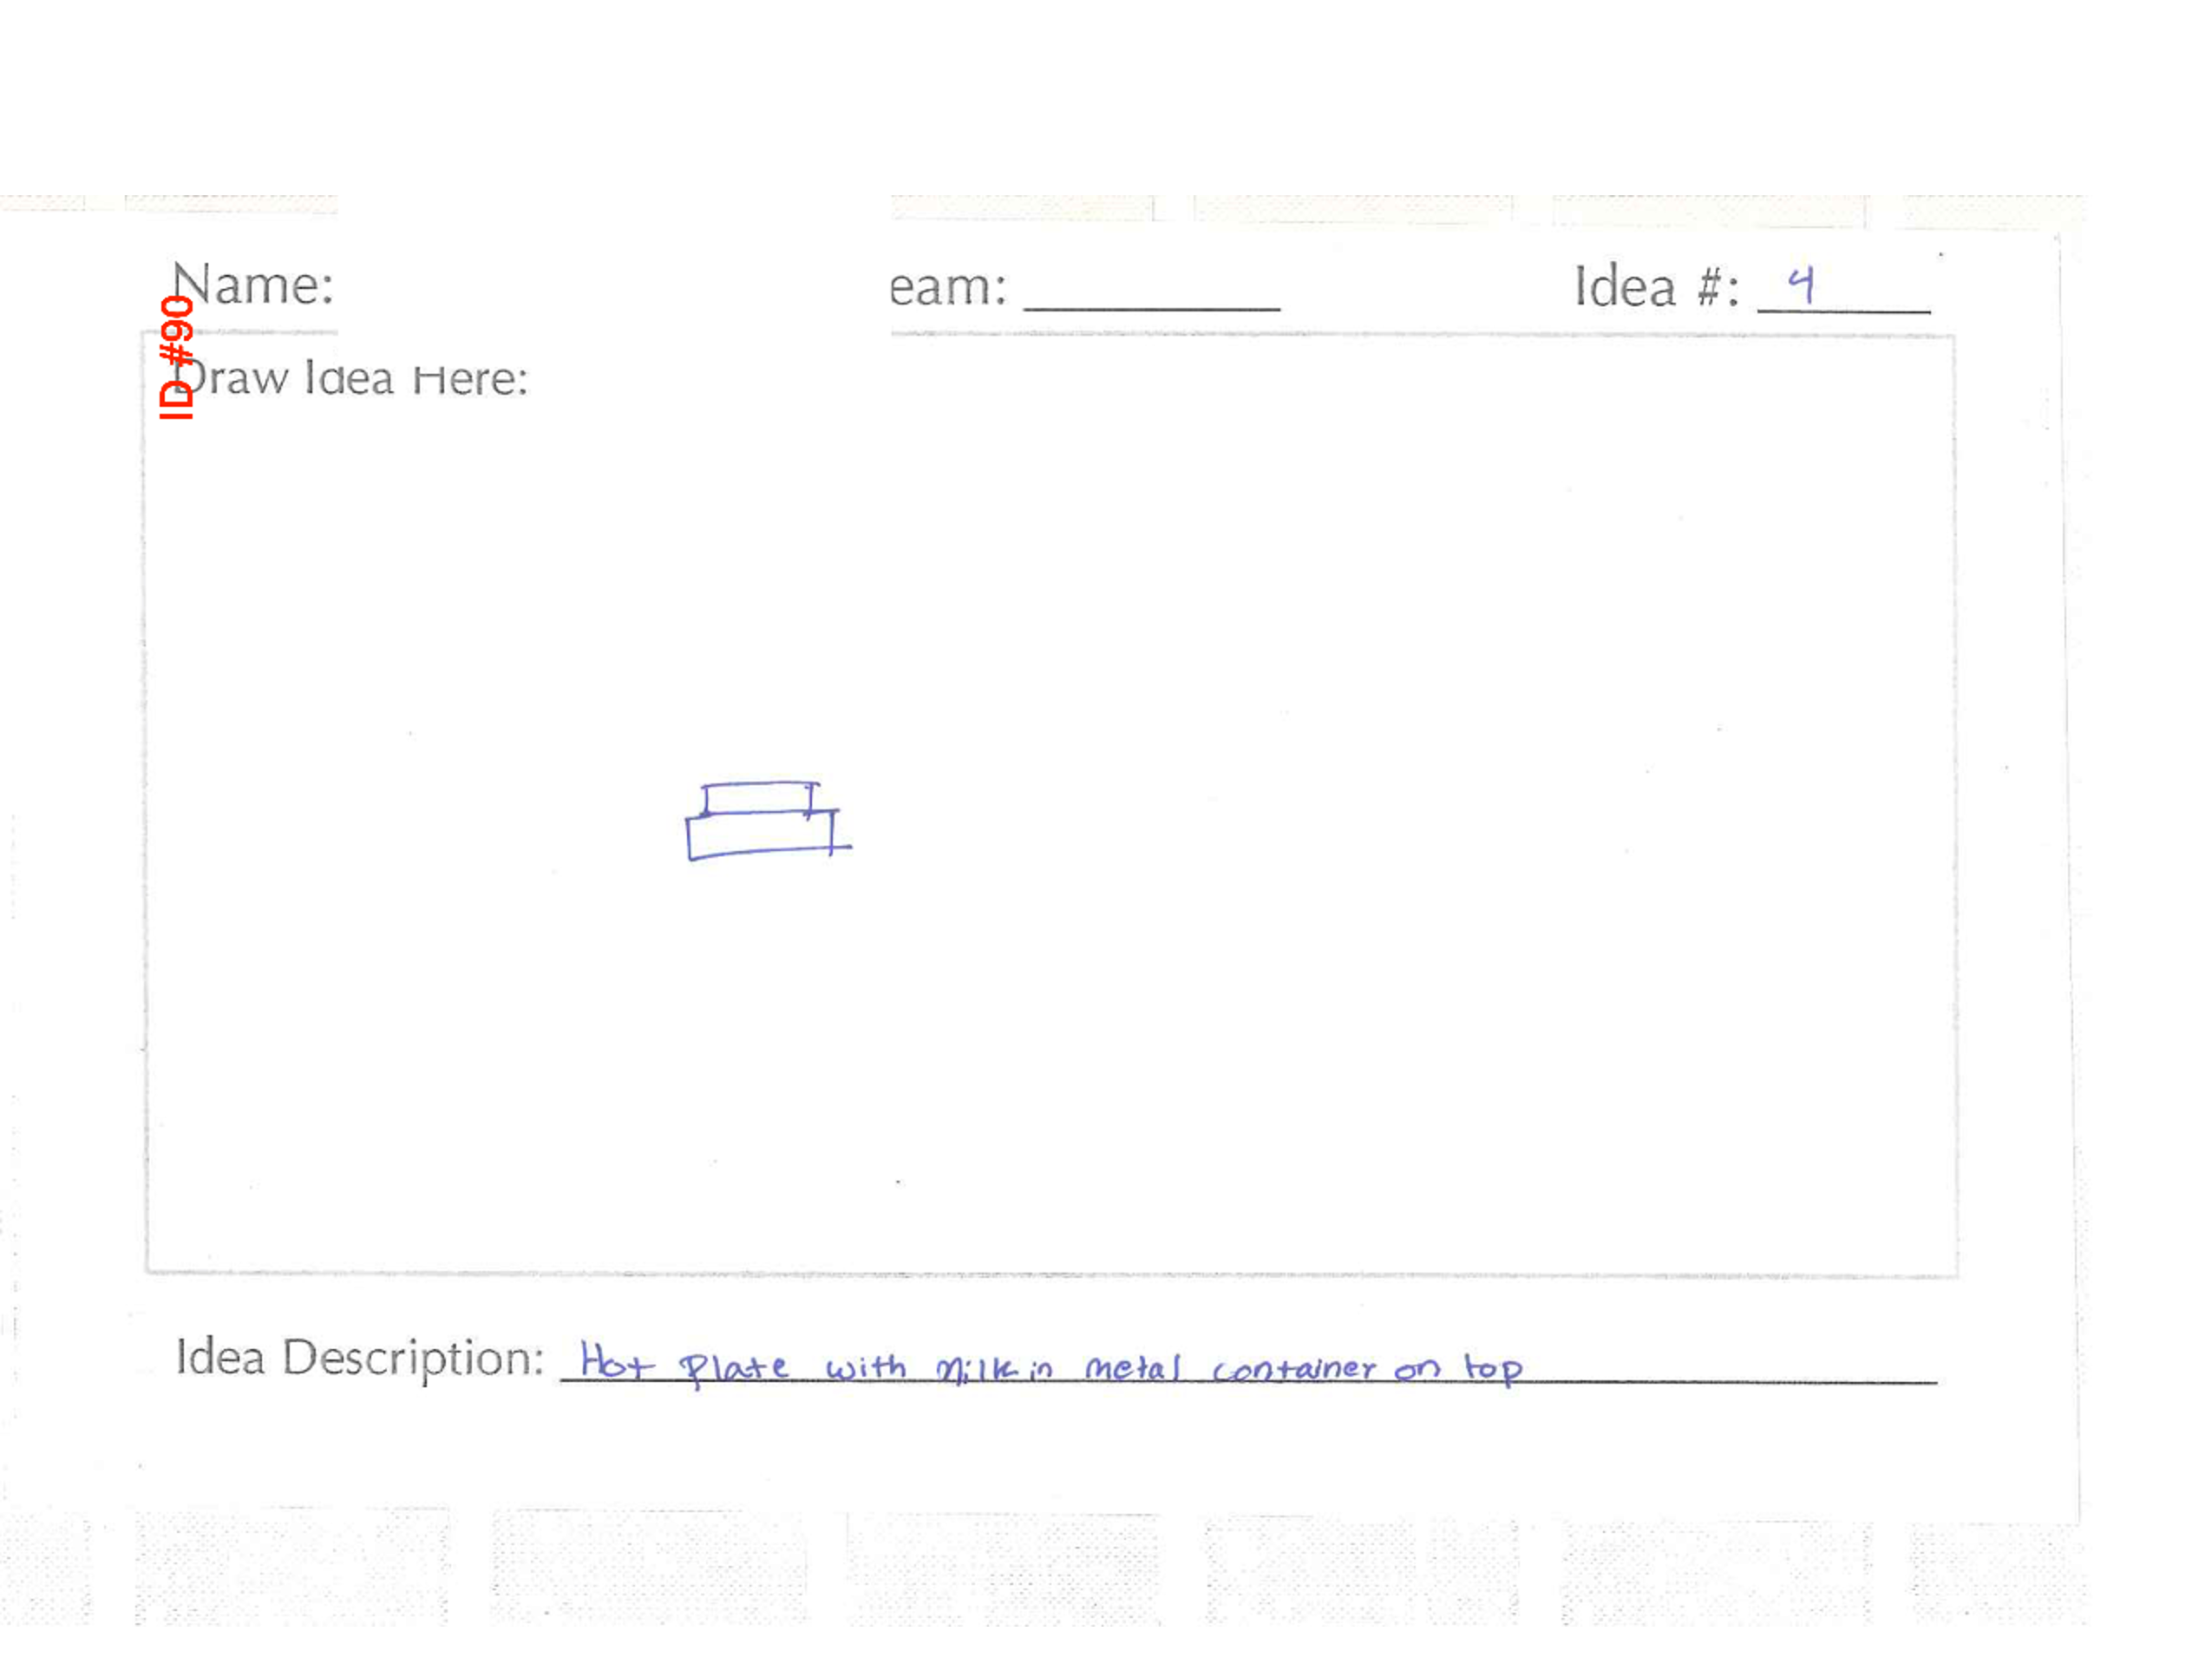 Name: eam: Idea #: 4
ID #90
Draw Idea Here:
Idea Description: Hot plate with milk in metal container on top